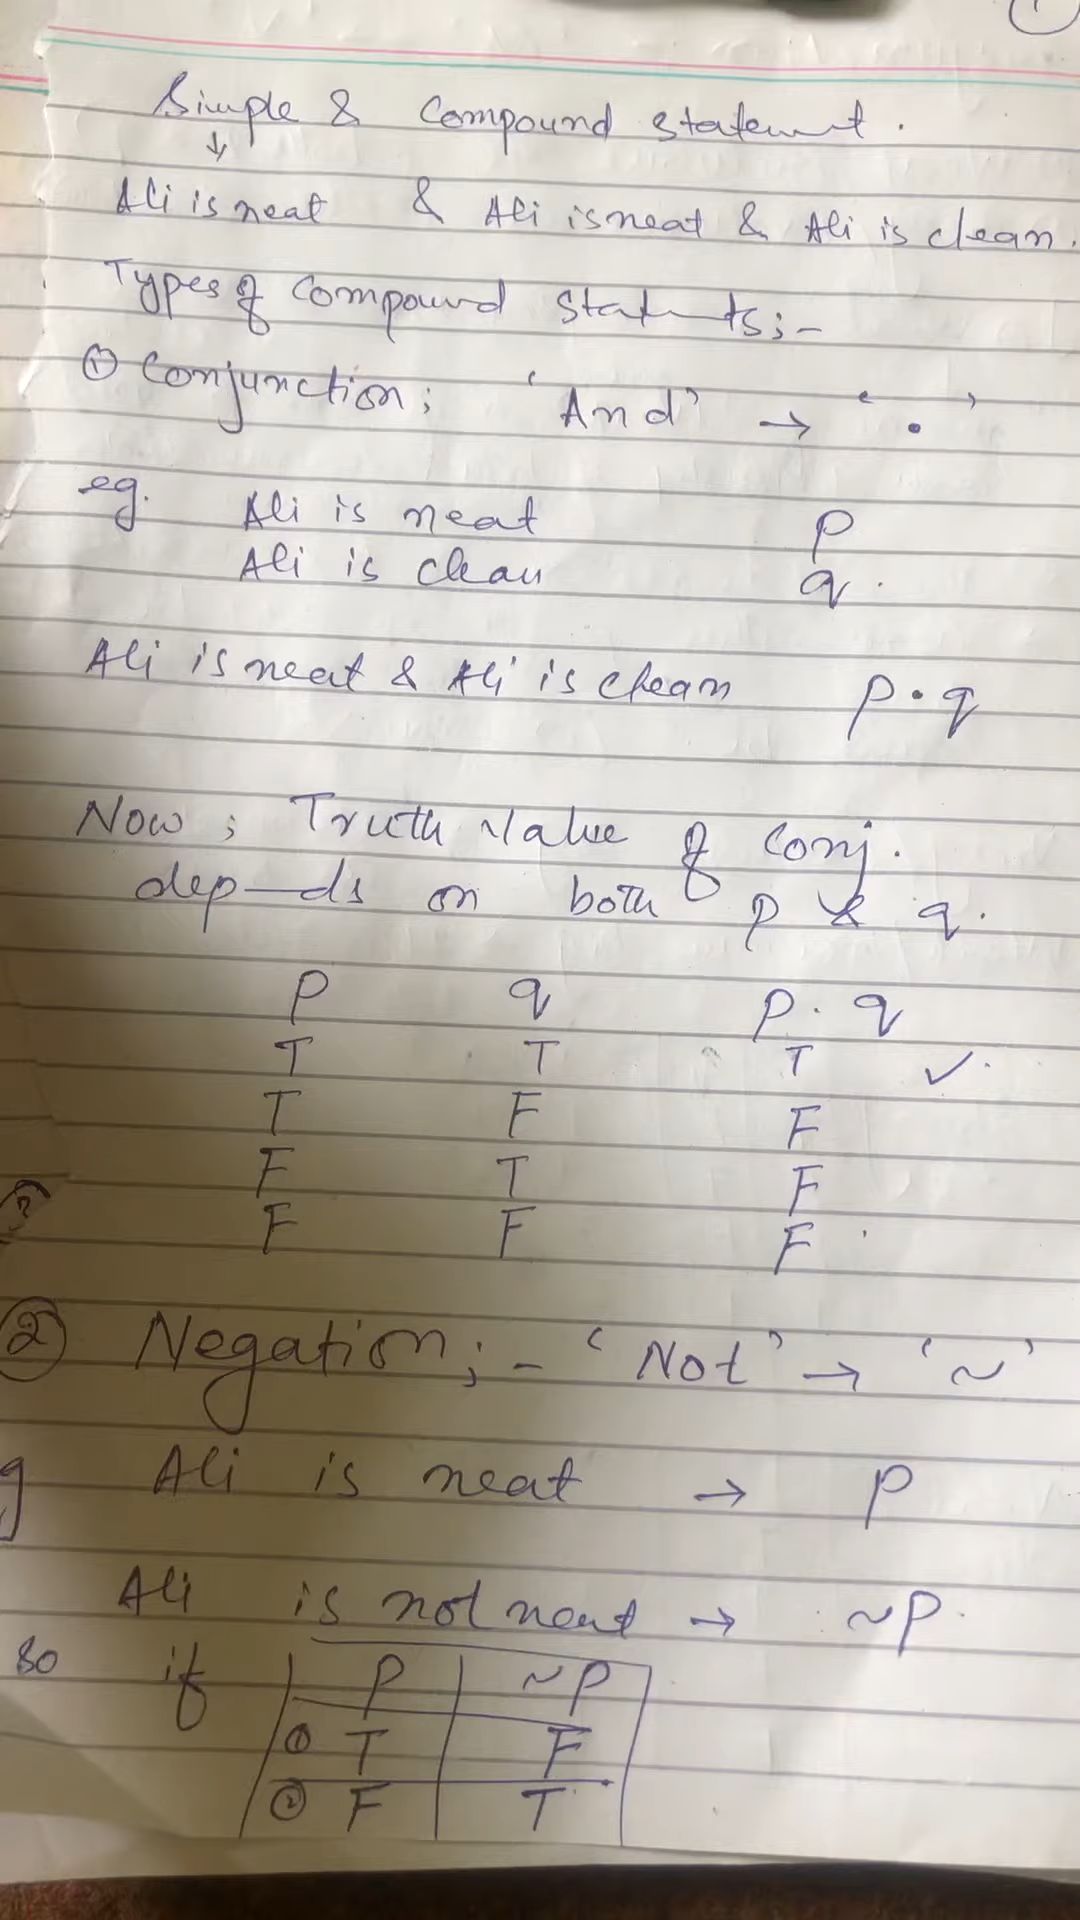 1
Simple & Compound statement.
↓
Ali is neat & Ali is neat & Ali is clean.
Types of Compound Statements;-
① Conjunction; 'And' → '•'
eg. Ali is neat p
Ali is clean q.
Ali is neat & Ali is clean p•q
Now; Truth Value of Conj.
depends on both p & q.
p q p.q
T T T ✓.
T F F
F T F
F F F
② Negation;- 'Not' → '~'
g Ali is neat → p
Ali is not neat → ~p.
so if p ~p
① T F
② F T